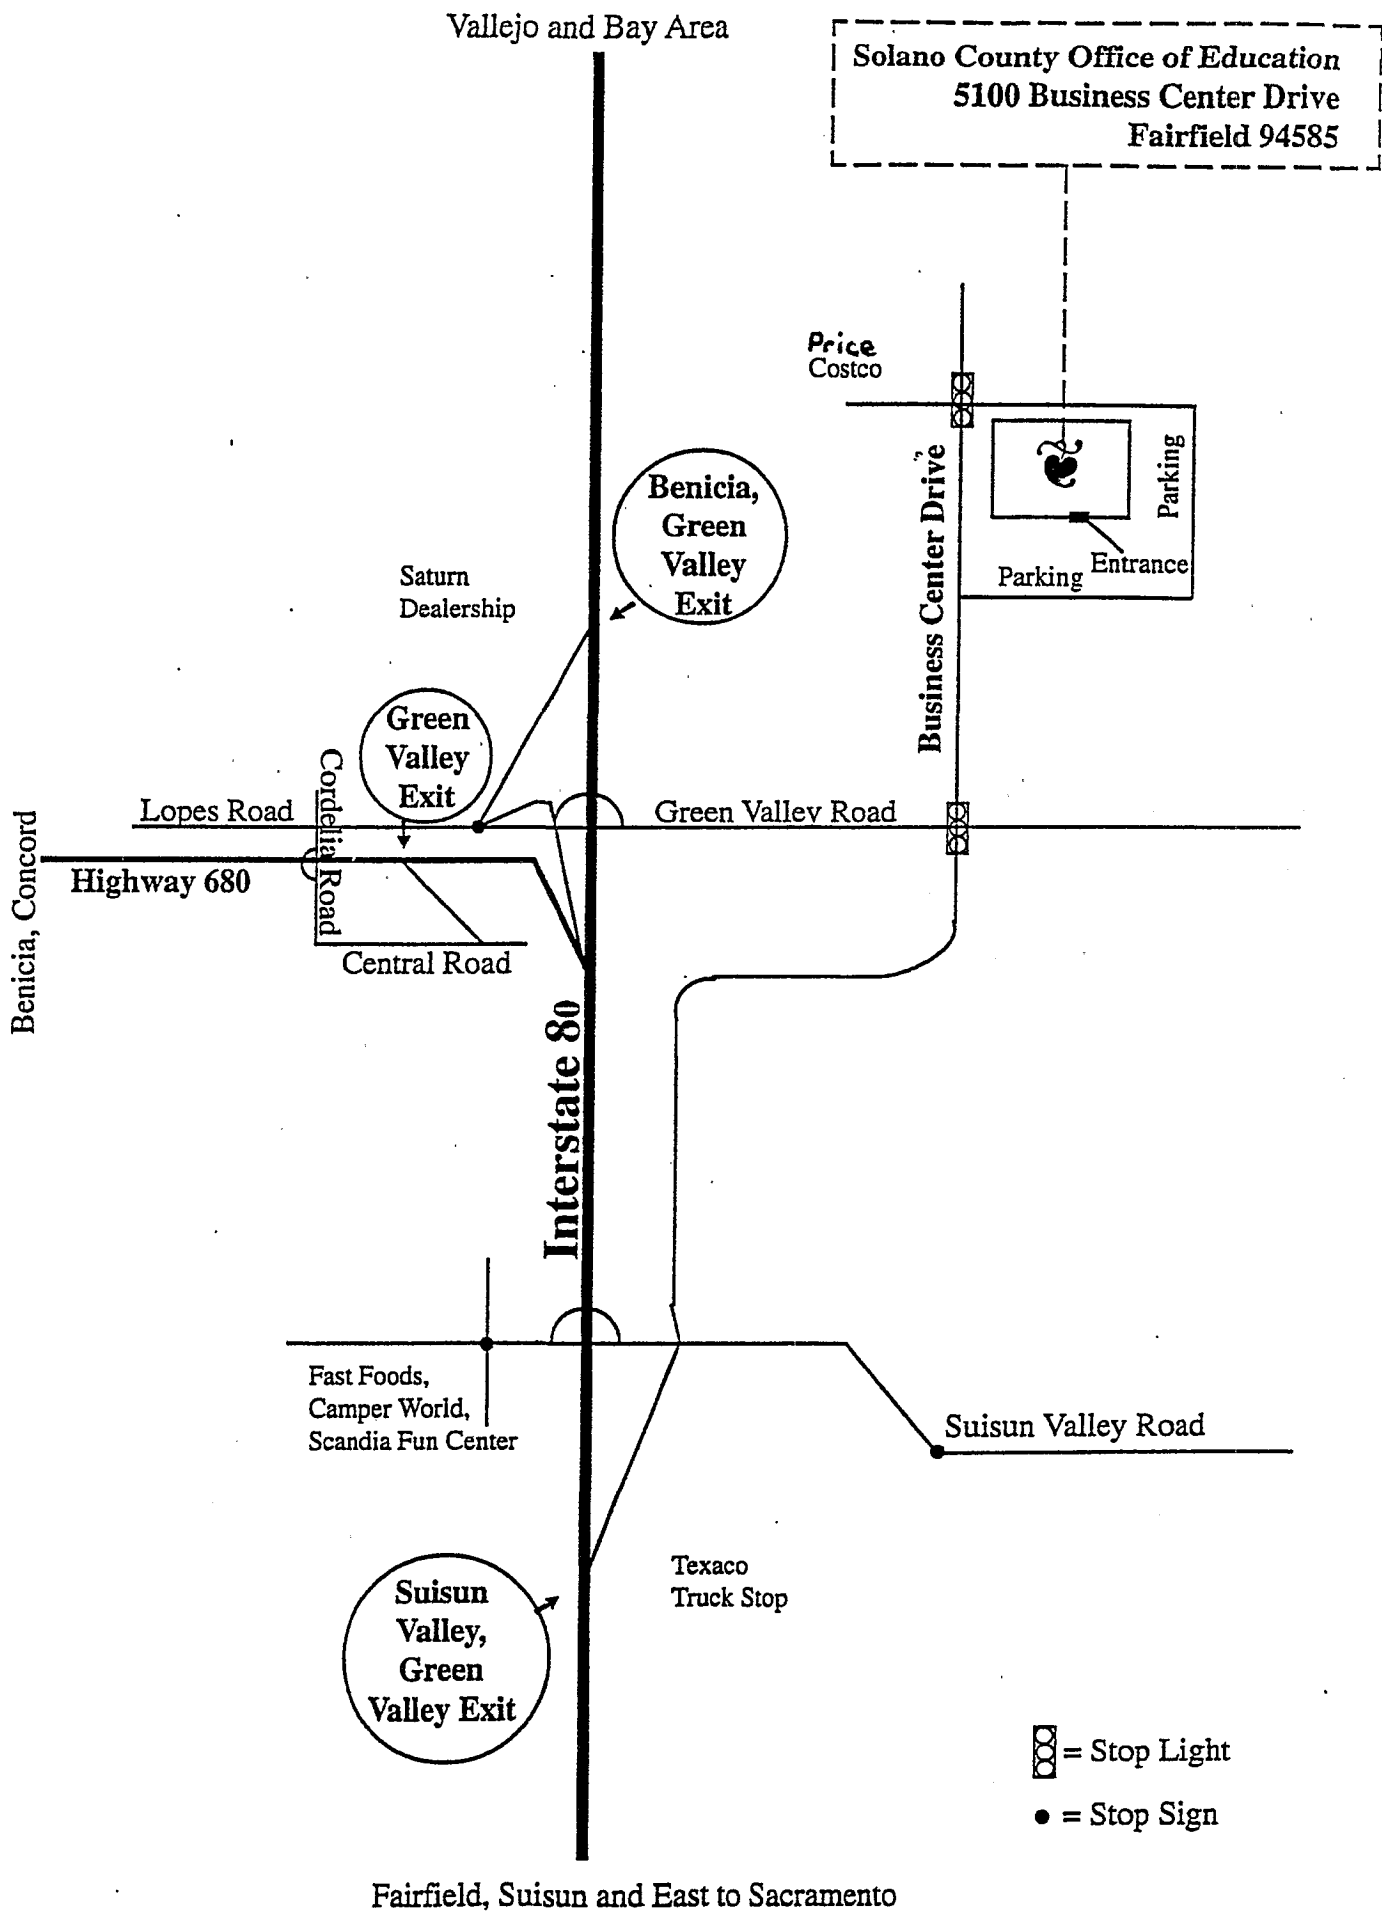 Vallejo and Bay Area
Solano County Office of Education
5100 Business Center Drive
Fairfield 94585
Price
Costco
Parking
Entrance
Parking
Business Center Drive
Benicia,
Green
Valley
Exit
Saturn
Dealership
Green
Valley
Exit
Cordelia Road
Lopes Road
Green Valley Road
Highway 680
Benicia, Concord
Central Road
Interstate 80
Fast Foods,
Camper World,
Scandia Fun Center
Suisun Valley Road
Texaco
Truck Stop
Suisun
Valley,
Green
Valley Exit
= Stop Light
= Stop Sign
Fairfield, Suisun and East to Sacramento